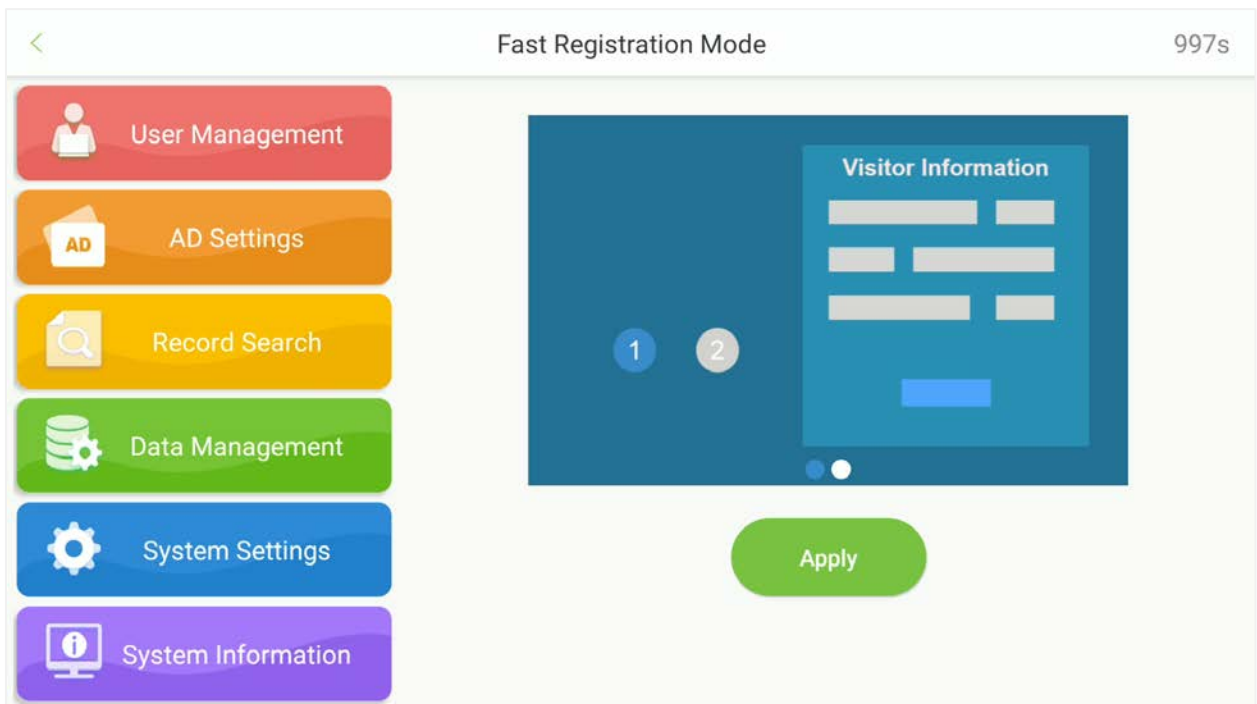 Fast Registration Mode
997s
User Management
AD
AD Settings
Record Search
Data Management
System Settings
System Information
Visitor Information
1
2
Apply